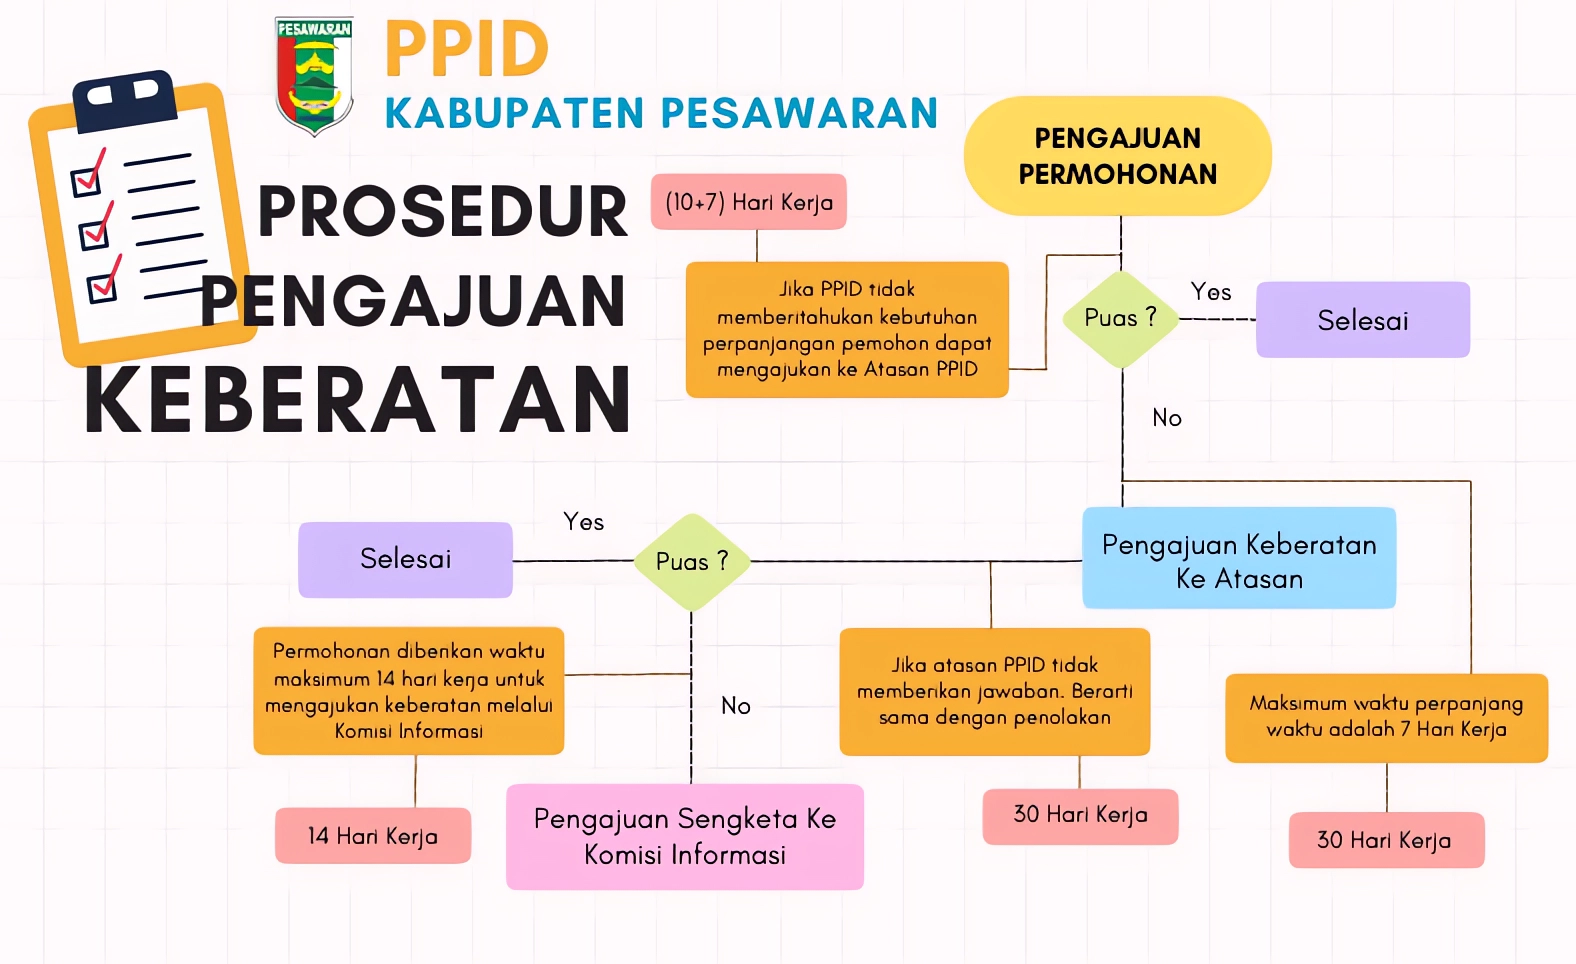 PESAWARAN
PPID
KABUPATEN PESAWARAN
PROSEDUR
PENGAJUAN
KEBERATAN
PENGAJUAN
PERMOHONAN
(10+7) Hari Kerja
Jika PPID tidak
memberitahukan kebutuhan
perpanjangan pemohon dapat
mengajukan ke Atasan PPID
Puas ?
Yes
Selesai
No
Pengajuan Keberatan
Ke Atasan
Puas ?
Yes
Selesai
Permohonan diberikan waktu
maksimum 14 hari kerja untuk
mengajukan keberatan melalui
Komisi Informasi
14 Hari Kerja
No
Pengajuan Sengketa Ke
Komisi Informasi
Jika atasan PPID tidak
memberikan jawaban. Berarti
sama dengan penolakan
30 Hari Kerja
Maksimum waktu perpanjang
waktu adalah 7 Hari Kerja
30 Hari Kerja